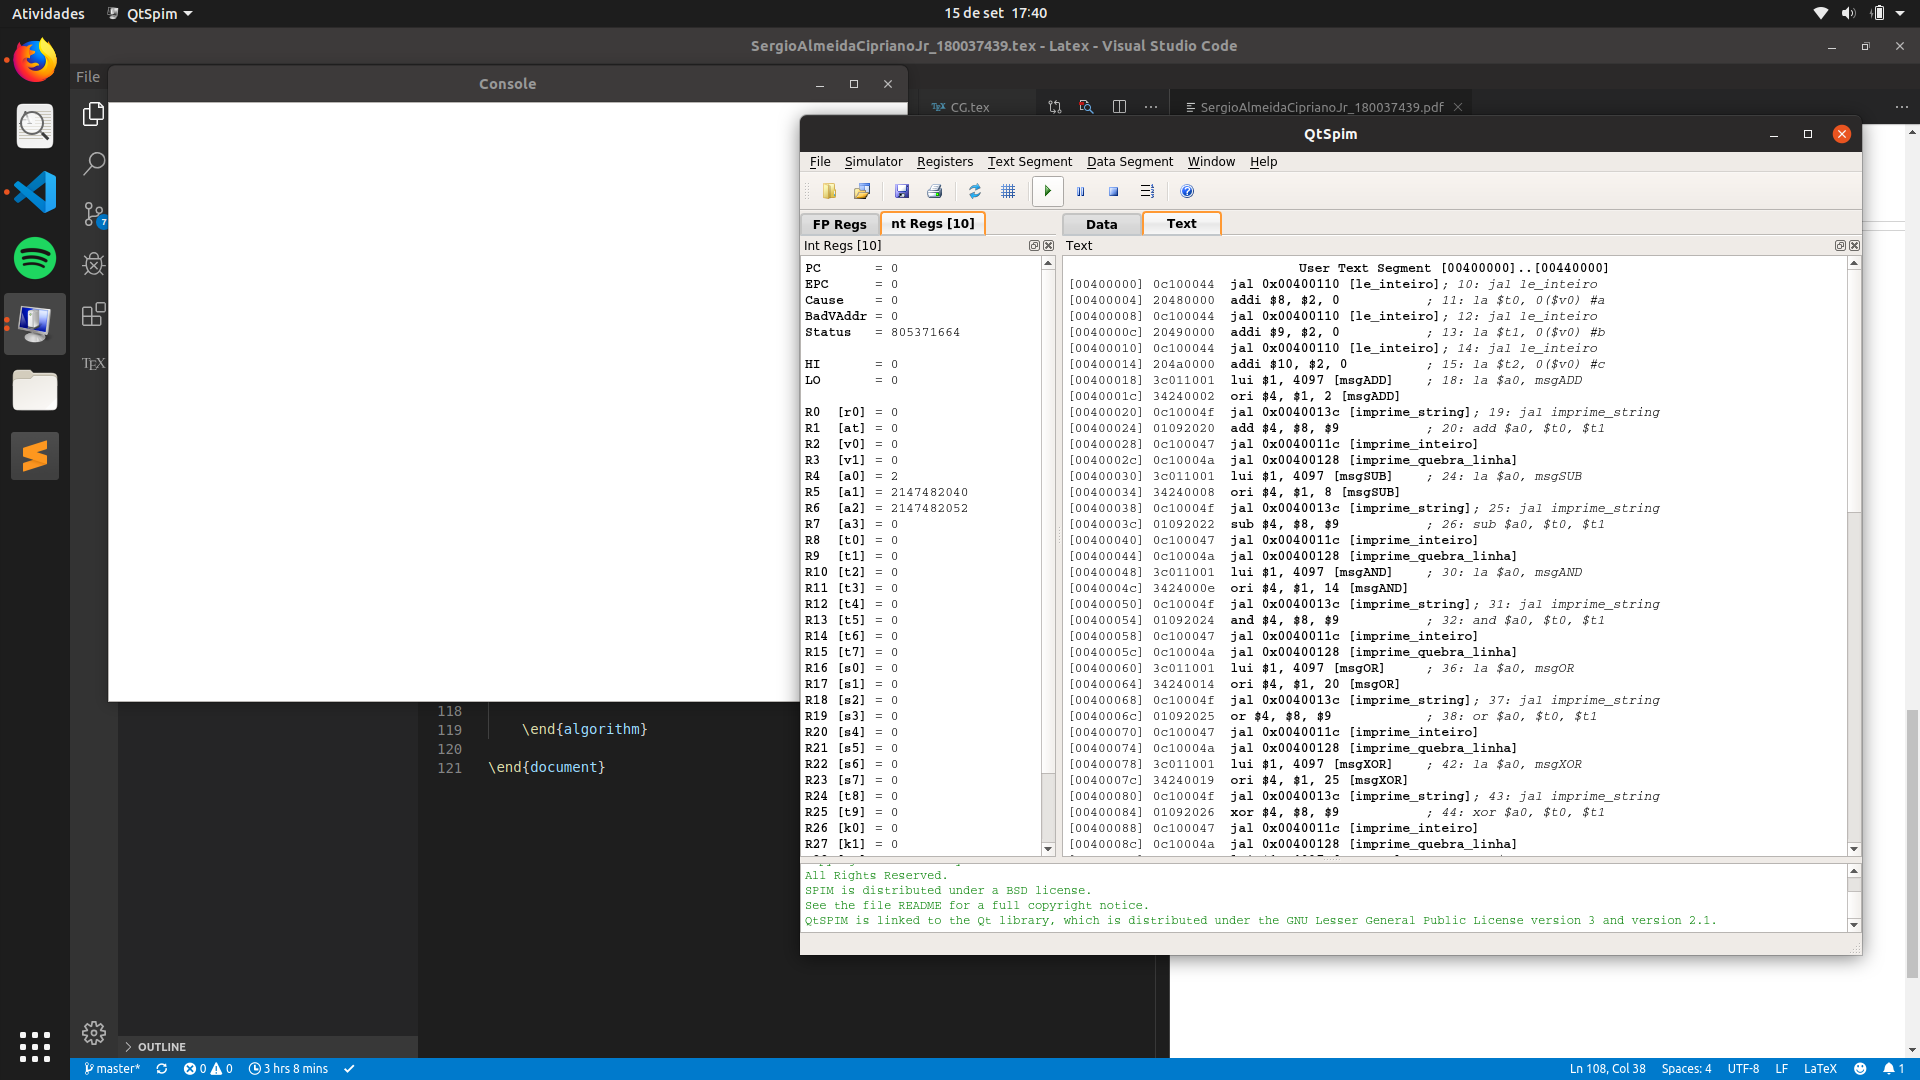 Atividades
QtSpim
15 de set 17:40
SergioAlmeidaCiprianoJr_180037439.tex - Latex - Visual Studio Code
File
Console
CG.tex
SergioAlmeidaCiprianoJr_180037439.pdf
QtSpim
File Simulator Registers Text Segment Data Segment Window Help
FP Regs
nt Regs [10]
Data
Text
Int Regs [10]
Text
PC = 0
EPC = 0
Cause = 0
BadVAddr = 0
Status = 805371664
HI = 0
LO = 0
R0 [r0] = 0
R1 [at] = 0
R2 [v0] = 0
R3 [v1] = 0
R4 [a0] = 2
R5 [a1] = 2147482040
R6 [a2] = 2147482052
R7 [a3] = 0
R8 [t0] = 0
R9 [t1] = 0
R10 [t2] = 0
R11 [t3] = 0
R12 [t4] = 0
R13 [t5] = 0
R14 [t6] = 0
R15 [t7] = 0
R16 [s0] = 0
R17 [s1] = 0
R18 [s2] = 0
R19 [s3] = 0
R20 [s4] = 0
R21 [s5] = 0
R22 [s6] = 0
R23 [s7] = 0
R24 [t8] = 0
R25 [t9] = 0
R26 [k0] = 0
R27 [k1] = 0
User Text Segment [00400000]..[00440000]
[00400000] 0c100044 jal 0x00400110 [le_inteiro]; 10: jal le_inteiro
[00400004] 20480000 addi $8, $2, 0 ; 11: la $t0, 0($v0) #a
[00400008] 0c100044 jal 0x00400110 [le_inteiro]; 12: jal le_inteiro
[0040000c] 20490000 addi $9, $2, 0 ; 13: la $t1, 0($v0) #b
[00400010] 0c100044 jal 0x00400110 [le_inteiro]; 14: jal le_inteiro
[00400014] 204a0000 addi $10, $2, 0 ; 15: la $t2, 0($v0) #c
[00400018] 3c011001 lui $1, 4097 [msgADD] ; 18: la $a0, msgADD
[0040001c] 34240002 ori $4, $1, 2 [msgADD]
[00400020] 0c10004f jal 0x0040013c [imprime_string]; 19: jal imprime_string
[00400024] 01092020 add $4, $8, $9 ; 20: add $a0, $t0, $t1
[00400028] 0c100047 jal 0x0040011c [imprime_inteiro]
[0040002c] 0c10004a jal 0x00400128 [imprime_quebra_linha]
[00400030] 3c011001 lui $1, 4097 [msgSUB] ; 24: la $a0, msgSUB
[00400034] 34240008 ori $4, $1, 8 [msgSUB]
[00400038] 0c10004f jal 0x0040013c [imprime_string]; 25: jal imprime_string
[0040003c] 01092022 sub $4, $8, $9 ; 26: sub $a0, $t0, $t1
[00400040] 0c100047 jal 0x0040011c [imprime_inteiro]
[00400044] 0c10004a jal 0x00400128 [imprime_quebra_linha]
[00400048] 3c011001 lui $1, 4097 [msgAND] ; 30: la $a0, msgAND
[0040004c] 3424000e ori $4, $1, 14 [msgAND]
[00400050] 0c10004f jal 0x0040013c [imprime_string]; 31: jal imprime_string
[00400054] 01092024 and $4, $8, $9 ; 32: and $a0, $t0, $t1
[00400058] 0c100047 jal 0x0040011c [imprime_inteiro]
[0040005c] 0c10004a jal 0x00400128 [imprime_quebra_linha]
[00400060] 3c011001 lui $1, 4097 [msgOR] ; 36: la $a0, msgOR
[00400064] 34240014 ori $4, $1, 20 [msgOR]
[00400068] 0c10004f jal 0x0040013c [imprime_string]; 37: jal imprime_string
[0040006c] 01092025 or $4, $8, $9 ; 38: or $a0, $t0, $t1
[00400070] 0c100047 jal 0x0040011c [imprime_inteiro]
[00400074] 0c10004a jal 0x00400128 [imprime_quebra_linha]
[00400078] 3c011001 lui $1, 4097 [msgXOR] ; 42: la $a0, msgXOR
[0040007c] 34240019 ori $4, $1, 25 [msgXOR]
[00400080] 0c10004f jal 0x0040013c [imprime_string]; 43: jal imprime_string
[00400084] 01092026 xor $4, $8, $9 ; 44: xor $a0, $t0, $t1
[00400088] 0c100047 jal 0x0040011c [imprime_inteiro]
[0040008c] 0c10004a jal 0x00400128 [imprime_quebra_linha]
All Rights Reserved.
SPIM is distributed under a BSD license.
See the file README for a full copyright notice.
QtSPIM is linked to the Qt library, which is distributed under the GNU Lesser General Public License version 3 and version 2.1.
7
TEX
118
119 \end{algorithm}
120
121 \end{document}
OUTLINE
master* 0 0 3 hrs 8 mins
Ln 108, Col 38 Spaces: 4 UTF-8 LF LaTeX 1